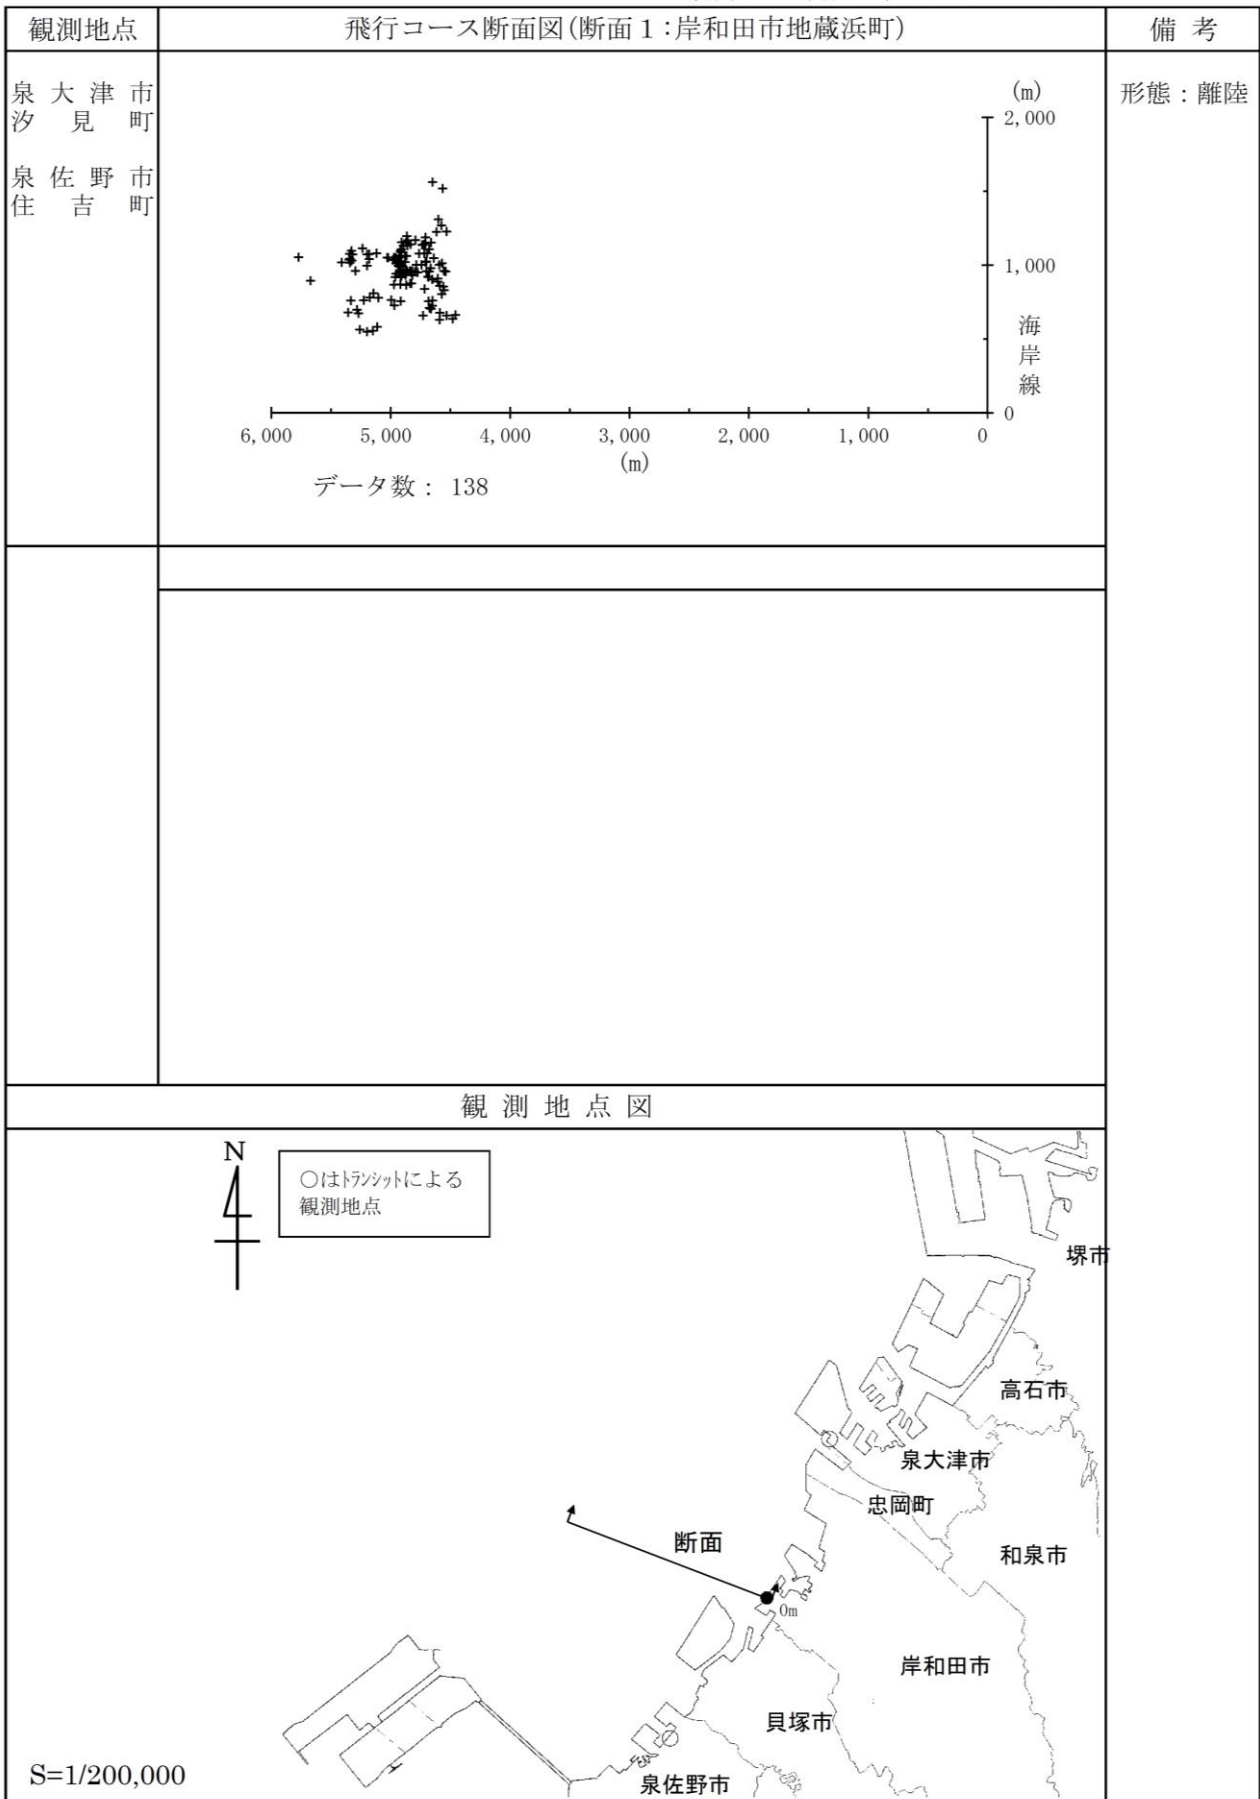 観測地点
飛行コース断面図(断面1:岸和田市地蔵浜町)
備 考
泉大津市
汐見町
泉佐野市
住吉町
形態:離陸
(m)
2,000
1,000
0
海岸線
6,000 5,000 4,000 3,000 2,000 1,000 0
(m)
データ数: 138
観測地点図
N
○はトランシットによる
観測地点
堺市
高石市
泉大津市
忠岡町
断面
和泉市
0m
岸和田市
貝塚市
泉佐野市
S=1/200,000